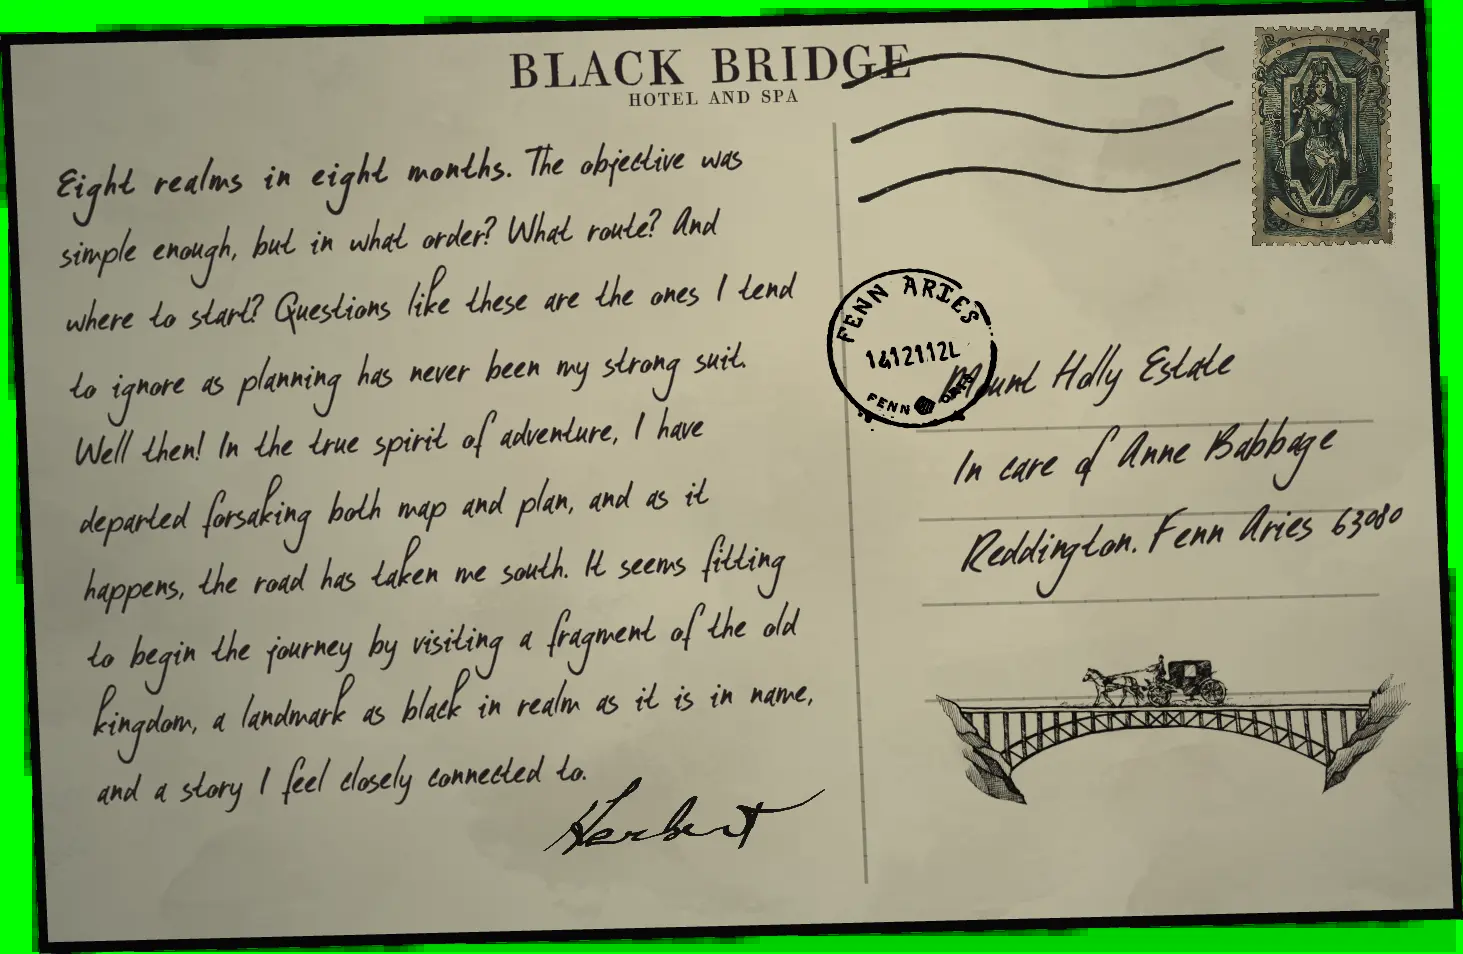 BLACK BRIDGE
HOTEL AND SPA
Eight realms in eight months. The objective was
simple enough, but in what order? What route? And
where to start? Questions like these are the ones I tend
to ignore as planning has never been my strong suit.
Well then! In the true spirit of adventure, I have
departed forsaking both map and plan, and as it
happens, the road has taken me south. It seems fitting
to begin the journey by visiting a fragment of the old
kingdom, a landmark as black in realm as it is in name,
and a story I feel closely connected to.
Herbert
ORINDA
ARIES
FENN ARIES
FENN
Mount Holly Estate
In care of Anne Babbage
Reddington. Fenn Aries 63080